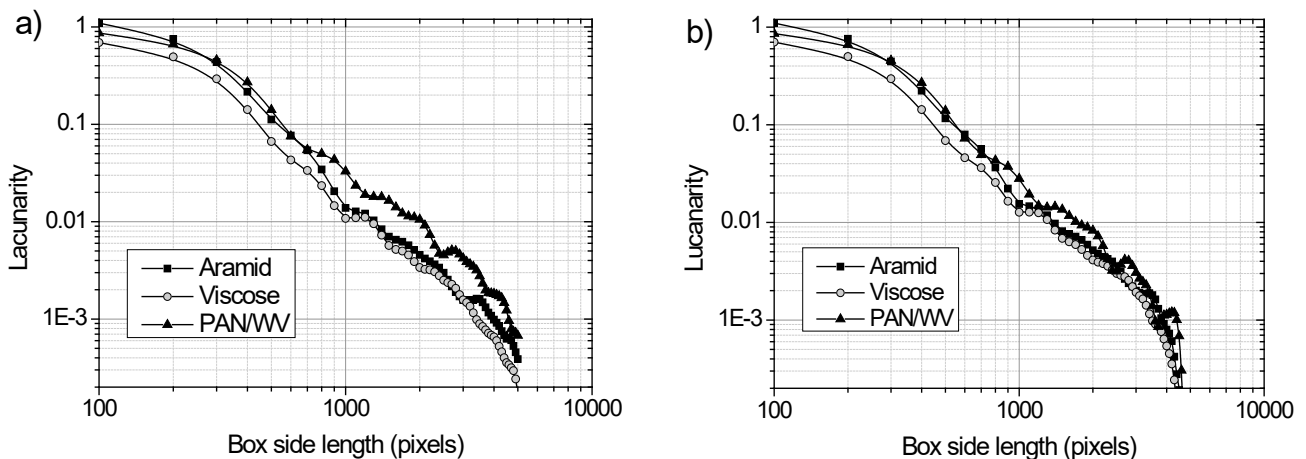 a)
Lacunarity
1
0.1
0.01
1E-3
Aramid
Viscose
PAN/WV
100
1000
10000
Box side length (pixels)
b)
Lucanarity
1
0.1
0.01
1E-3
Aramid
Viscose
PAN/WV
100
1000
10000
Box side length (pixels)